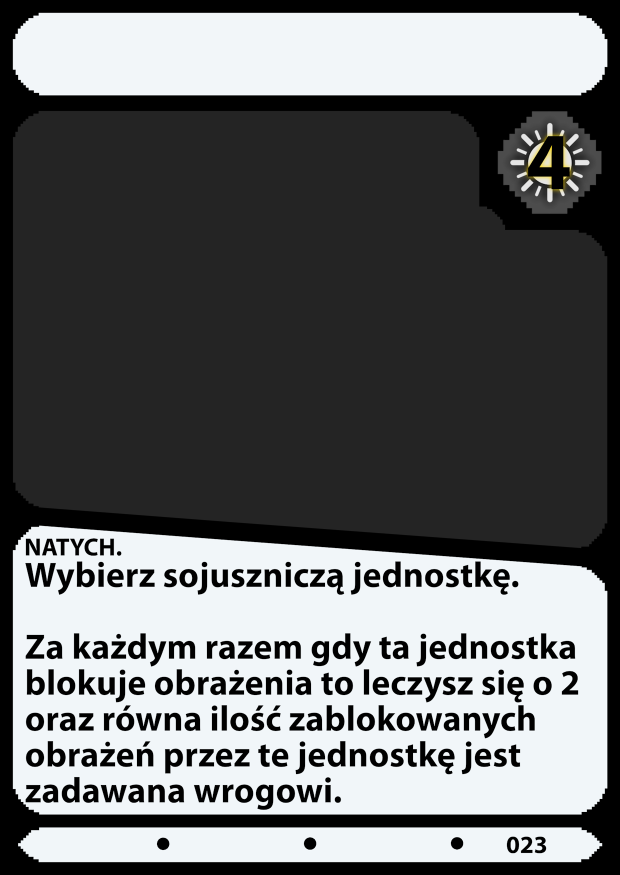 4
NATYCH.
Wybierz sojuszniczą jednostkę.
Za każdym razem gdy ta jednostka
blokuje obrażenia to leczysz się o 2
oraz równa ilość zablokowanych
obrażeń przez te jednostkę jest
zadawana wrogowi.
023